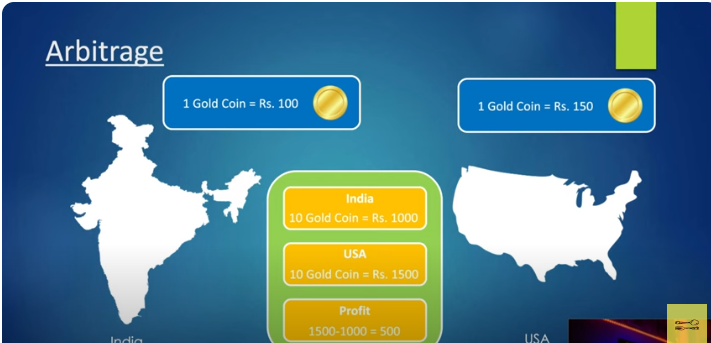 Arbitrage
1 Gold Coin = Rs. 100
1 Gold Coin = Rs. 150
India
10 Gold Coin = Rs. 1000
USA
10 Gold Coin = Rs. 1500
Profit
1500-1000 = 500
India
USA